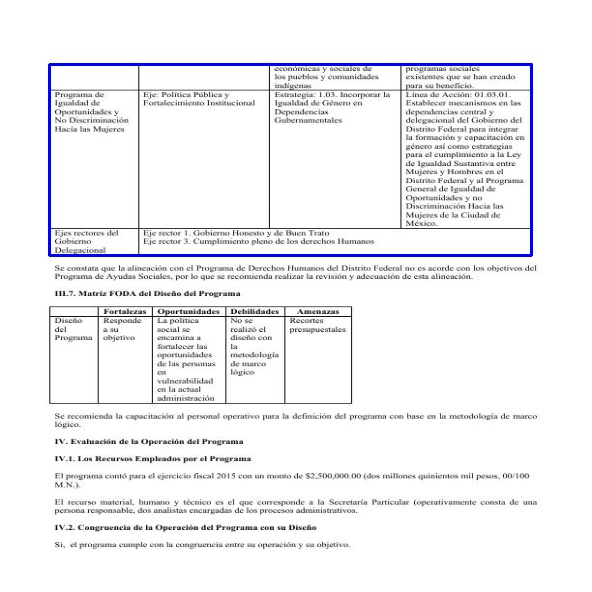 económicas y sociales de
los pueblos y comunidades
indígenas
programas sociales
existentes que se han creado
para su beneficio.
Programa de
Igualdad de
Oportunidades y
No Discriminación
Hacía las Mujeres
Eje: Política Pública y
Fortalecimiento Institucional
Estrategia: 1.03. Incorporar la
Igualdad de Género en
Dependencias
Gubernamentales
Línea de Acción: 01.03.01.
Establecer mecanismos en las
dependencias central y
delegacional del Gobierno del
Distrito Federal para integrar
la formación y capacitación en
género así como estrategias
para el cumplimiento a la Ley
de Igualdad Sustantiva entre
Mujeres y Hombres en el
Distrito Federal y al Programa
General de Igualdad de
Oportunidades y no
Discriminación Hacia las
Mujeres de la Ciudad de
México.
Ejes rectores del
Gobierno
Delegacional
Eje rector 1. Gobierno Honesto y de Buen Trato
Eje rector 3. Cumplimiento pleno de los derechos Humanos
Se constata que la alineación con el Programa de Derechos Humanos del Distrito Federal no es acorde con los objetivos del
Programa de Ayudas Sociales, por lo que se recomienda realizar la revisión y adecuación de esta alineación.
III.7. Matriz FODA del Diseño del Programa
Fortalezas Oportunidades Debilidades Amenazas
Diseño
del
Programa
Responde
a su
objetivo
La política
social se
encamina a
fortalecer las
oportunidades
de las personas
en
vulnerabilidad
en la actual
administración
No se
realizó el
diseño con
la
metodología
de marco
lógico
Recortes
presupuestales
Se recomienda la capacitación al personal operativo para la definición del programa con base en la metodología de marco
lógico.
IV. Evaluación de la Operación del Programa
IV.1. Los Recursos Empleados por el Programa
El programa contó para el ejercicio fiscal 2015 con un monto de $2,500,000.00 (dos millones quinientos mil pesos, 00/100
M.N.).
El recurso material, humano y técnico es el que corresponde a la Secretaría Particular (operativamente consta de una
persona responsable, dos analistas encargadas de los procesos administrativos.
IV.2. Congruencia de la Operación del Programa con su Diseño
Si, el programa cumple con la congruencia entre su operación y su objetivo.